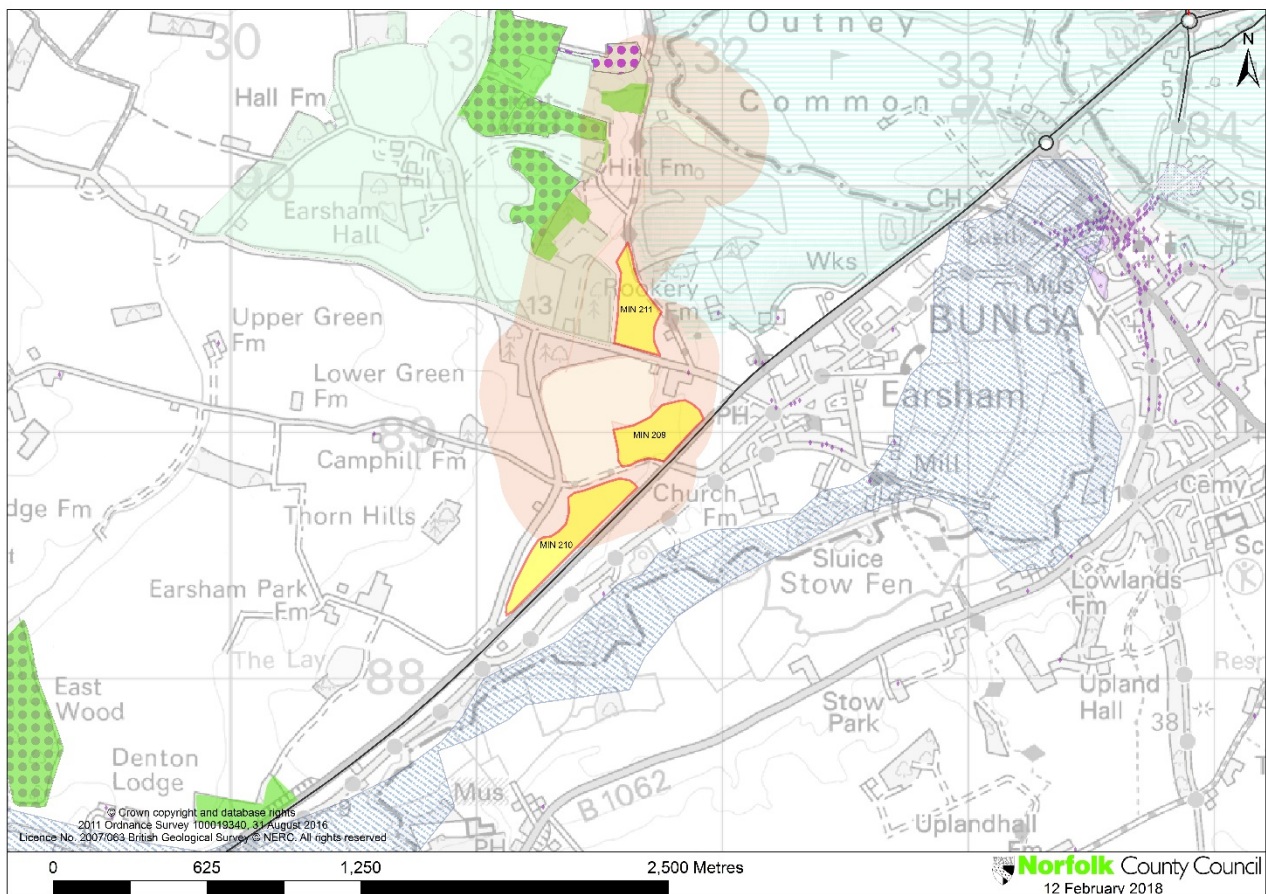 30
31
32
33
34
Outney
Common
N
5
A 143
Hall Fm
Hill Fm
90
Earsham
Hall
CH
Wks
Mus
BUNGAY
13
Rookery
Fm
MIN 211
Upper Green
Fm
Lower Green
Fm
89
Camphill Fm
MIN 209
PH
Earsham
Mill
Church
Fm
11
Cemy
Thorn Hills
MIN 210
Sluice
Stow Fen
Lowlands
Fm
Earsham Park
Fm
The Lay
88
East
Wood
Stow
Park
Upland
Hall
38
Denton
Lodge
Mus
B 1062
PH
Uplandhall
Fm
© Crown copyright and database rights
2011 Ordnance Survey 100019340, 31 August 2016
Licence No. 2007/063 British Geological Survey © NERC. All rights reserved
0 625 1,250 2,500 Metres
Norfolk County Council
12 February 2018